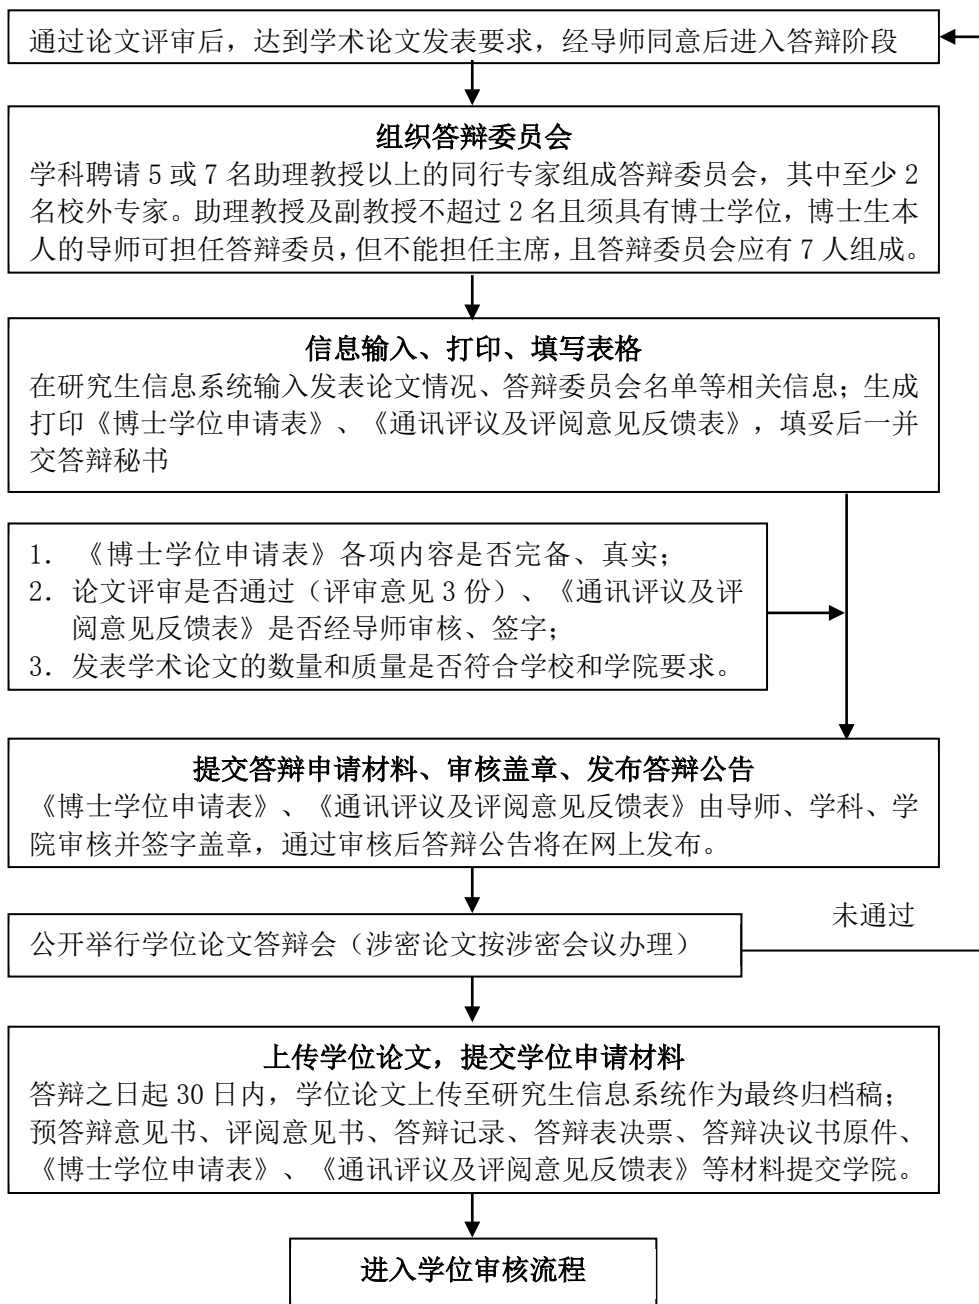 通过论文评审后，达到学术论文发表要求，经导师同意后进入答辩阶段
组织答辩委员会
学科聘请 5 或 7 名助理教授以上的同行专家组成答辩委员会，其中至少 2
名校外专家。助理教授及副教授不超过 2 名且须具有博士学位，博士生本
人的导师可担任答辩委员，但不能担任主席，且答辩委员会应有 7 人组成。
信息输入、打印、填写表格
在研究生信息系统输入发表论文情况、答辩委员会名单等相关信息；生成
打印《博士学位申请表》、《通讯评议及评阅意见反馈表》，填妥后一并
交答辩秘书
1. 《博士学位申请表》各项内容是否完备、真实；
2. 论文评审是否通过（评审意见 3 份）、《通讯评议及评
阅意见反馈表》是否经导师审核、签字；
3. 发表学术论文的数量和质量是否符合学校和学院要求。
提交答辩申请材料、审核盖章、发布答辩公告
《博士学位申请表》、《通讯评议及评阅意见反馈表》由导师、学科、学
院审核并签字盖章，通过审核后答辩公告将在网上发布。
未通过
公开举行学位论文答辩会（涉密论文按涉密会议办理）
上传学位论文，提交学位申请材料
答辩之日起 30 日内，学位论文上传至研究生信息系统作为最终归档稿；
预答辩意见书、评阅意见书、答辩记录、答辩表决票、答辩决议书原件、
《博士学位申请表》、《通讯评议及评阅意见反馈表》等材料提交学院。
进入学位审核流程